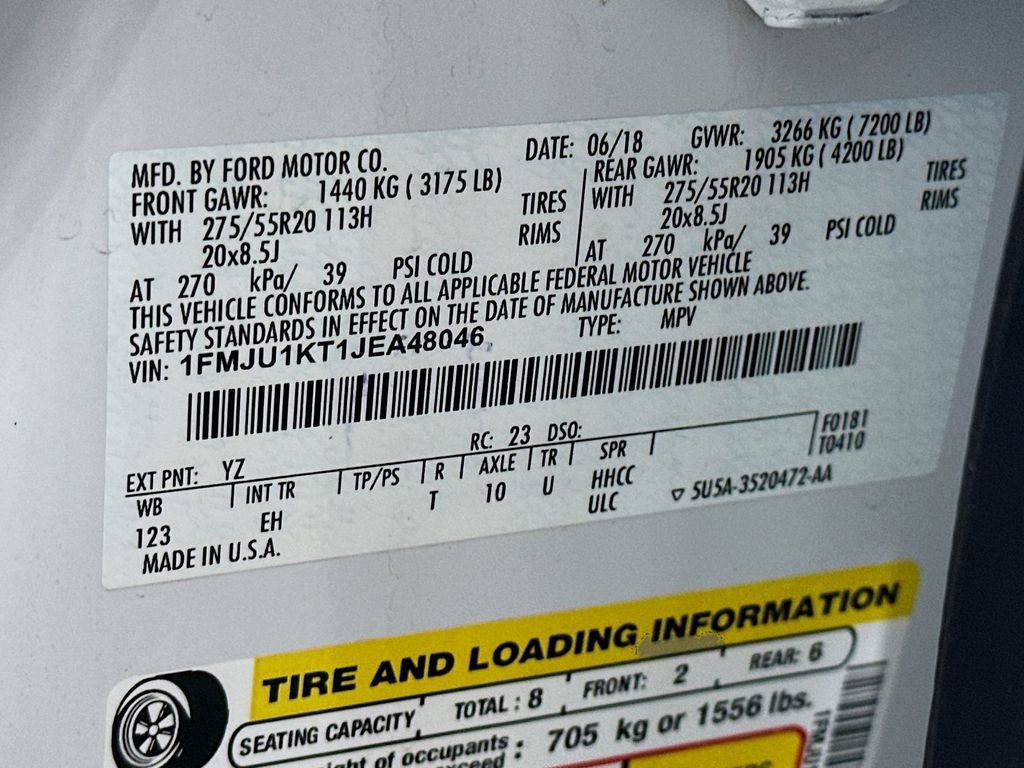 MFD. BY FORD MOTOR CO. DATE: 06/18 GVWR: 3266 KG ( 7200 LB)
FRONT GAWR: 1440 KG ( 3175 LB) REAR GAWR: 1905 KG ( 4200 LB)
WITH 275/55R20 113H TIRES WITH 275/55R20 113H TIRES
20x8.5J RIMS 20x8.5J RIMS
AT 270 kPa/ 39 PSI COLD AT 270 kPa/ 39 PSI COLD
THIS VEHICLE CONFORMS TO ALL APPLICABLE FEDERAL MOTOR VEHICLE
SAFETY STANDARDS IN EFFECT ON THE DATE OF MANUFACTURE SHOWN ABOVE.
VIN: 1FMJU1KT1JEA48046 TYPE: MPV
F0181
EXT PNT: YZ RC: 23 DSO: T0410
WB INT TR TP/PS R AXLE TR SPR
123 EH T 10 U HHCC
ULC 5U5A-3520472-AA
MADE IN U.S.A.
TIRE AND LOADING INFORMATION
SEATING CAPACITY TOTAL : 8 FRONT: 2 REAR: 6
of occupants : 705 kg or 1556 lbs.